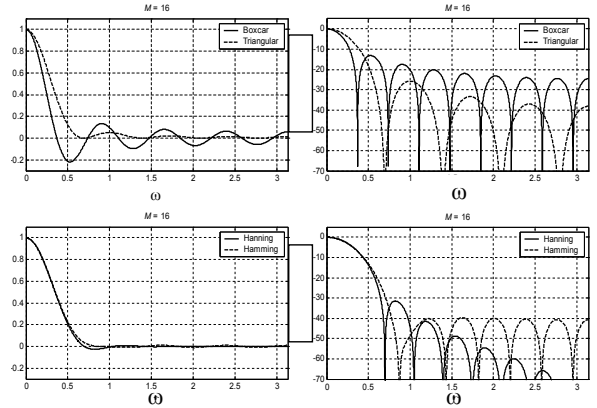 M = 16
1
0.8
0.6
0.4
0.2
0
-0.2
Boxcar
Triangular
0 0.5 1 1.5 2 2.5 3
ω
M = 16
0
-10
-20
-30
-40
-50
-60
-70
Boxcar
Triangular
0 0.5 1 1.5 2 2.5 3
ω
M = 16
1
0.8
0.6
0.4
0.2
0
-0.2
Hanning
Hamming
0 0.5 1 1.5 2 2.5 3
ω
M = 16
0
-10
-20
-30
-40
-50
-60
-70
Hanning
Hamming
0 0.5 1 1.5 2 2.5 3
ω